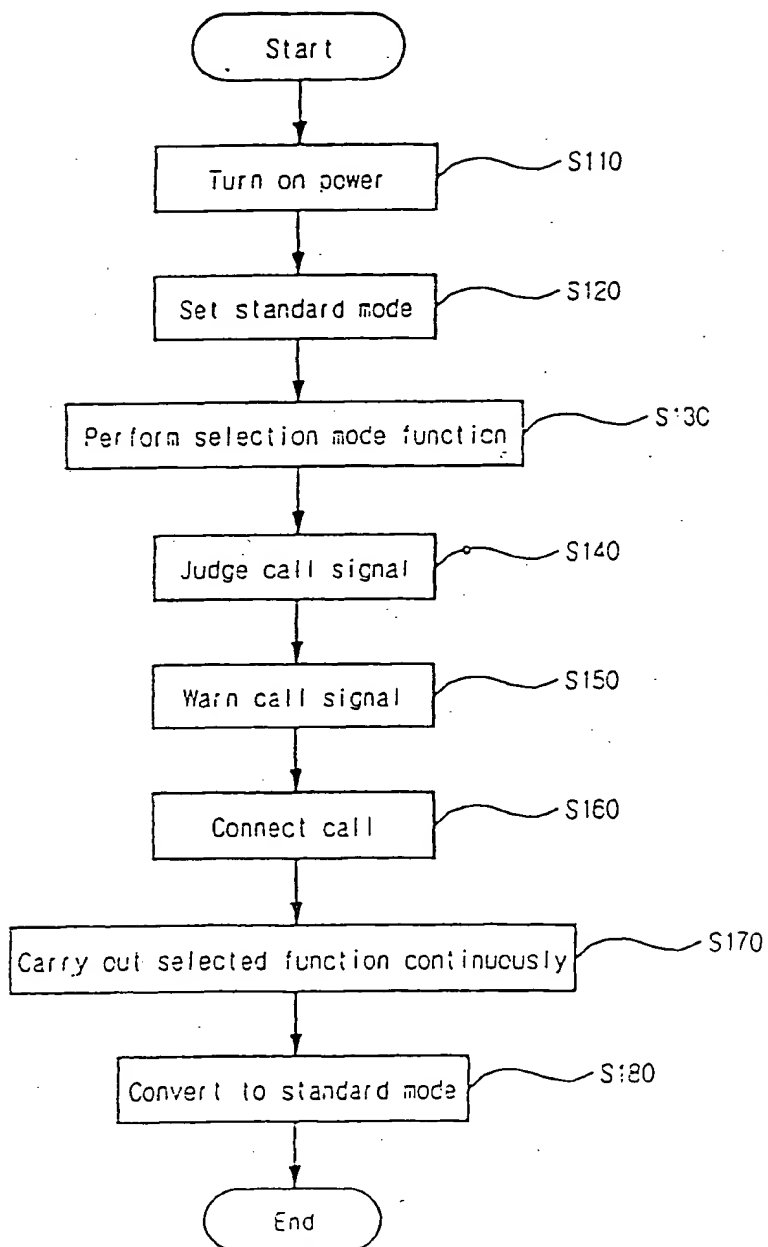 Start
Turn on power
S110
Set standard mode
S120
Perform selection mode function
S130
Judge call signal
S140
Warn call signal
S150
Connect call
S160
Carry out selected function continuously
S170
Convert to standard mode
S180
End